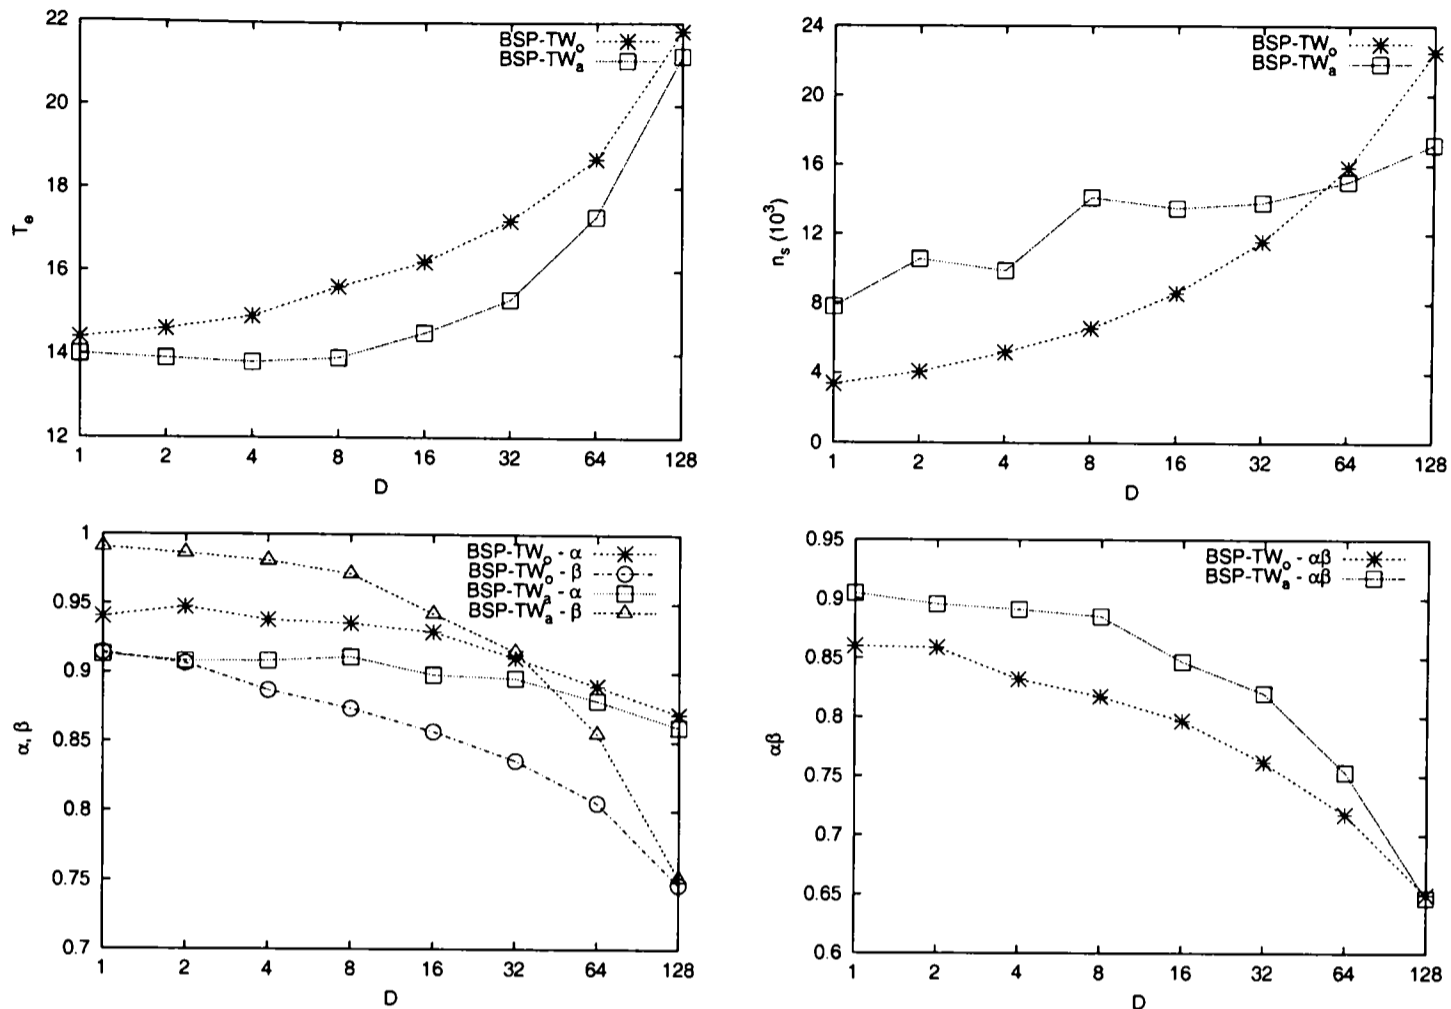 22
20
18
16
14
12
T_e
BSP-TW_o
BSP-TW_a
1 2 4 8 16 32 64 128
D
24
20
16
12
8
4
0
n_s (10^3)
BSP-TW_o
BSP-TW_a
1 2 4 8 16 32 64 128
D
1
0.95
0.9
0.85
0.8
0.75
0.7
α, β
BSP-TW_o - α
BSP-TW_o - β
BSP-TW_a - α
BSP-TW_a - β
1 2 4 8 16 32 64 128
D
0.95
0.9
0.85
0.8
0.75
0.7
0.65
0.6
αβ
BSP-TW_o - αβ
BSP-TW_a - αβ
1 2 4 8 16 32 64 128
D